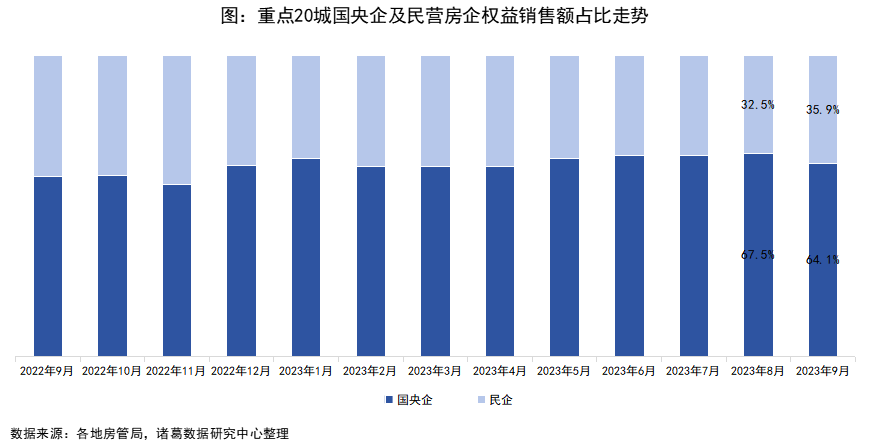 图：重点20城国央企及民营房企权益销售额占比走势
32.5%
35.9%
67.5%
64.1%
2022年9月 2022年10月 2022年11月 2022年12月 2023年1月 2023年2月 2023年3月 2023年4月 2023年5月 2023年6月 2023年7月 2023年8月 2023年9月
国央企 民企
数据来源：各地房管局，诸葛数据研究中心整理